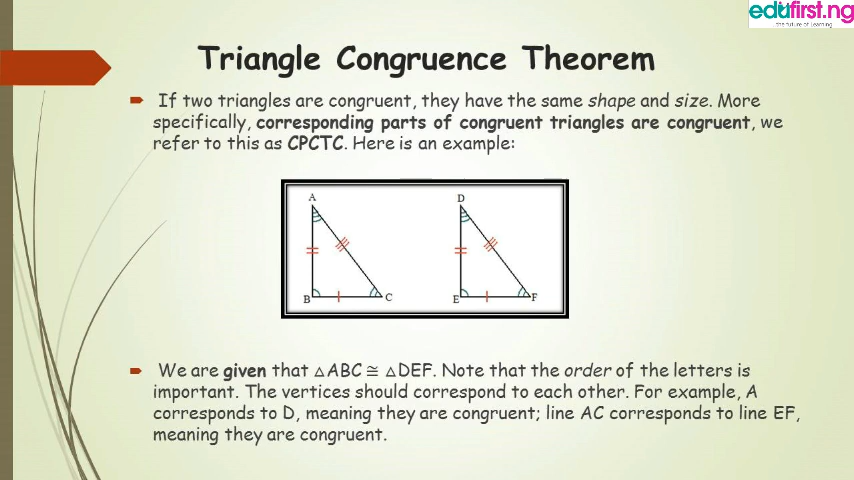 edufirst.ng
the future of learning
Triangle Congruence Theorem
If two triangles are congruent, they have the same shape and size. More
specifically, corresponding parts of congruent triangles are congruent, we
refer to this as CPCTC. Here is an example:
A
D
B
C
E
F
We are given that △ABC ≅ △DEF. Note that the order of the letters is
important. The vertices should correspond to each other. For example, A
corresponds to D, meaning they are congruent; line AC corresponds to line EF,
meaning they are congruent.